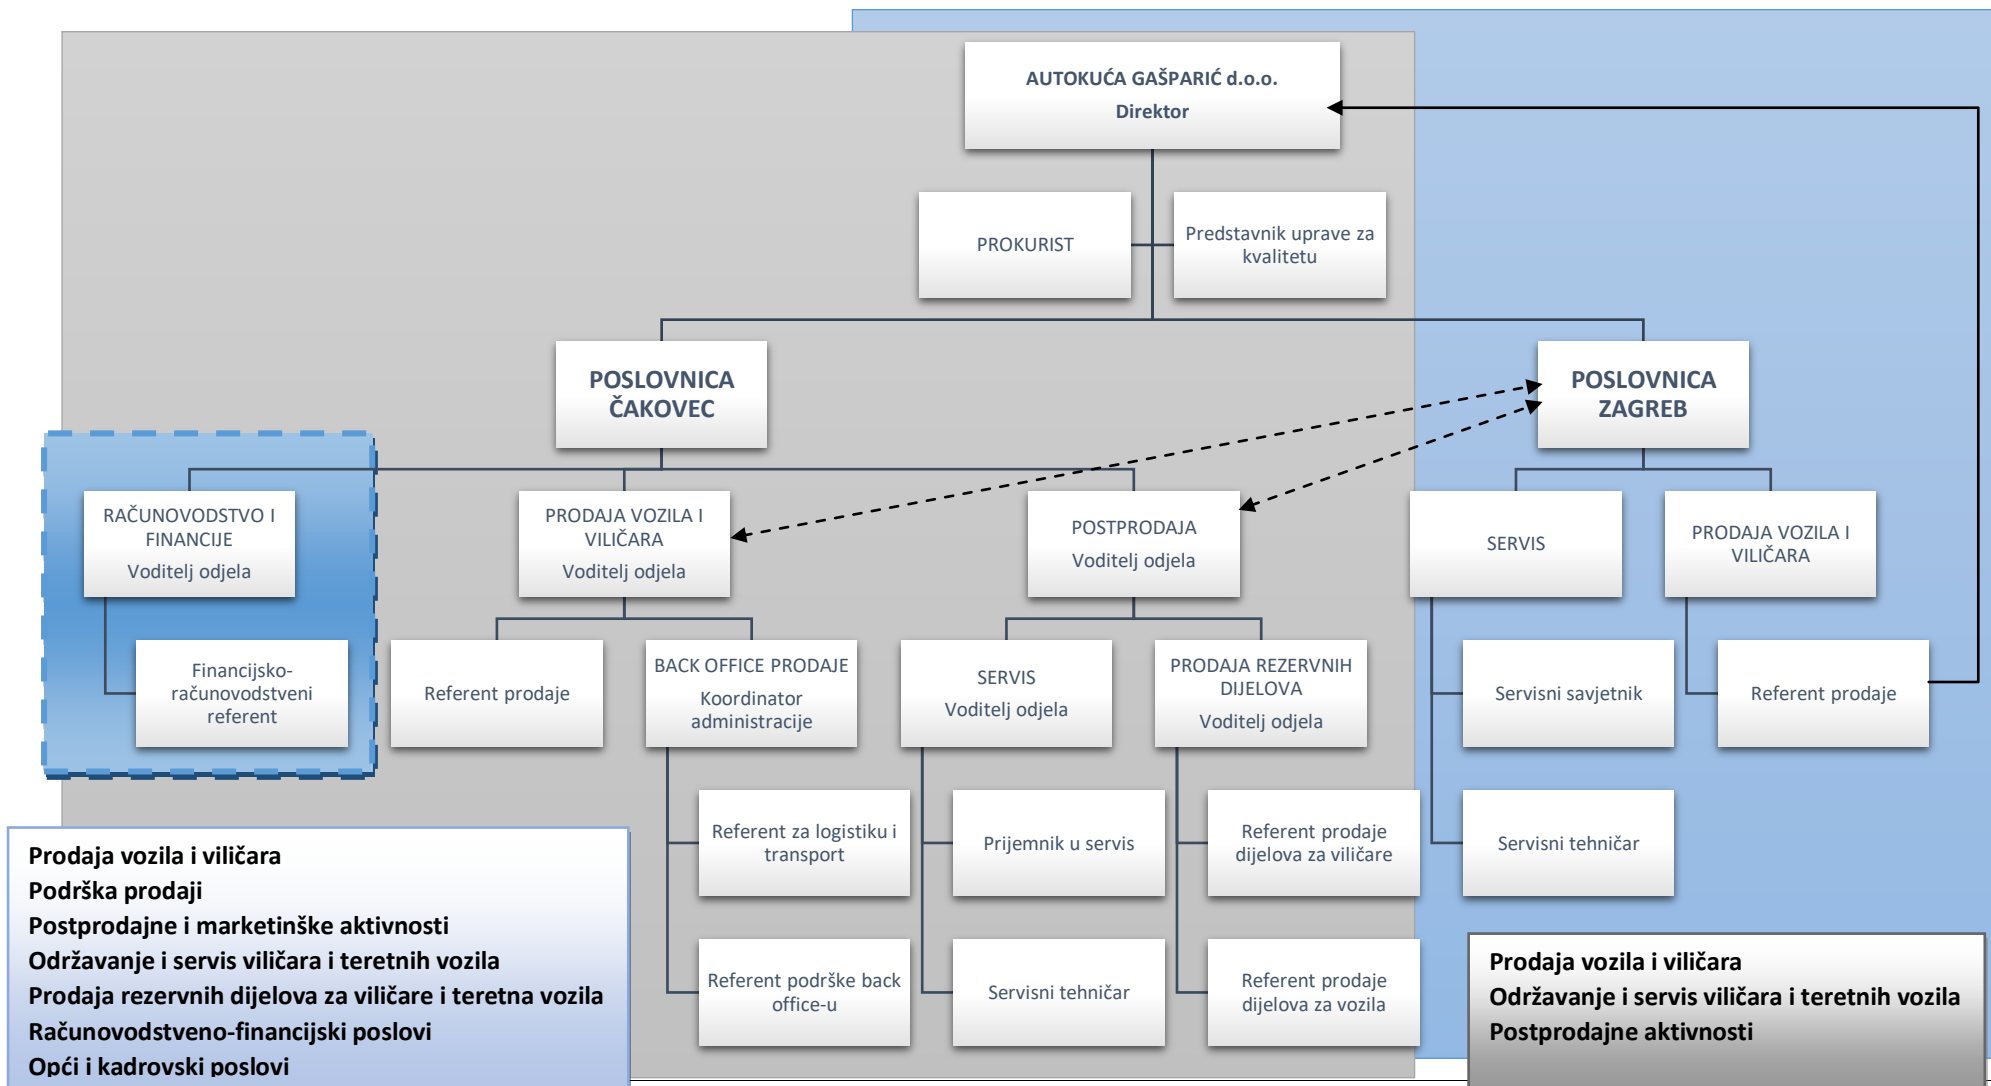 AUTOKUĆA GAŠPARIĆ d.o.o.
Direktor
PROKURIST
Predstavnik uprave za
kvalitetu
POSLOVNICA
ČAKOVEC
POSLOVNICA
ZAGREB
RAČUNOVODSTVO I
FINANCIJE
Voditelj odjela
PRODAJA VOZILA I
VILIČARA
Voditelj odjela
POSTPRODAJA
Voditelj odjela
SERVIS
PRODAJA VOZILA I
VILIČARA
Financijsko-
računovodstveni
referent
Referent prodaje
BACK OFFICE PRODAJE
Koordinator
administracije
SERVIS
Voditelj odjela
PRODAJA REZERVNIH
DIJELOVA
Voditelj odjela
Servisni savjetnik
Referent prodaje
Referent za logistiku i
transport
Prijemnik u servis
Referent prodaje
dijelova za viličare
Servisni tehničar
Referent podrške back
office-u
Servisni tehničar
Referent prodaje
dijelova za vozila
Prodaja vozila i viličara
Podrška prodaji
Postprodajne i marketinške aktivnosti
Održavanje i servis viličara i teretnih vozila
Prodaja rezervnih dijelova za viličare i teretna vozila
Računovodstveno-financijski poslovi
Opći i kadrovski poslovi
Prodaja vozila i viličara
Održavanje i servis viličara i teretnih vozila
Postprodajne aktivnosti